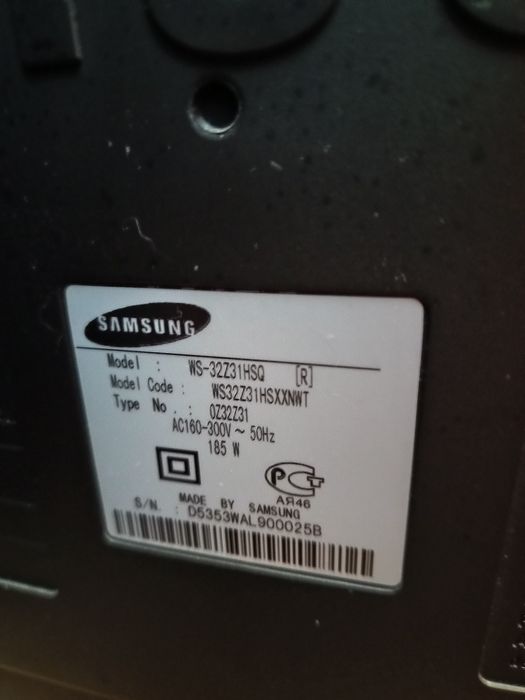 SAMSUNG
Model : WS-32Z31HSQ [R]
Model Code : WS32Z31HSXXNWT
Type No . : 0Z32Z31
AC160-300V ~ 50Hz
185 W
РСТ
АЯ46
MADE BY SAMSUNG
S/N. : D5353WAL900025B